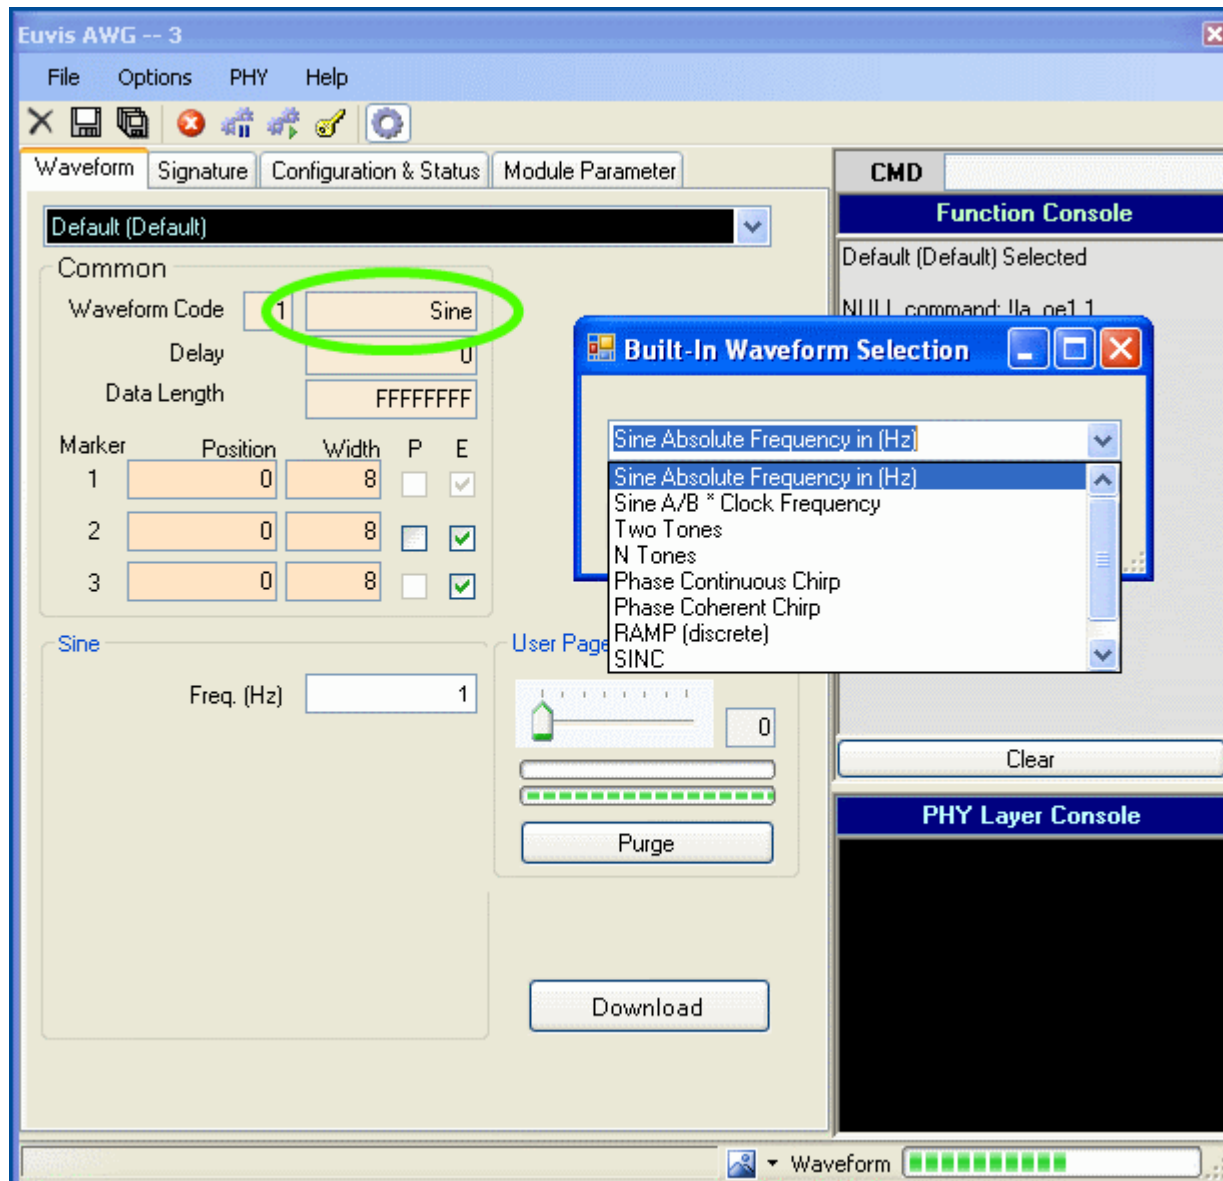 Euvis AWG -- 3
File Options PHY Help
Waveform Signature Configuration & Status Module Parameter
CMD
Default (Default)
Function Console
Default (Default) Selected
Common
Waveform Code 1 Sine
NULL command: !la_oe1 1
Delay 0
Data Length FFFFFFFF
Marker Position Width P E
1 0 8
2 0 8
3 0 8
Built-In Waveform Selection
Sine Absolute Frequency in (Hz)
Sine Absolute Frequency in (Hz)
Sine A/B * Clock Frequency
Two Tones
N Tones
Phase Continuous Chirp
Phase Coherent Chirp
RAMP (discrete)
SINC
Sine
Freq. (Hz) 1
User Page
0
Purge
Download
Clear
PHY Layer Console
Waveform